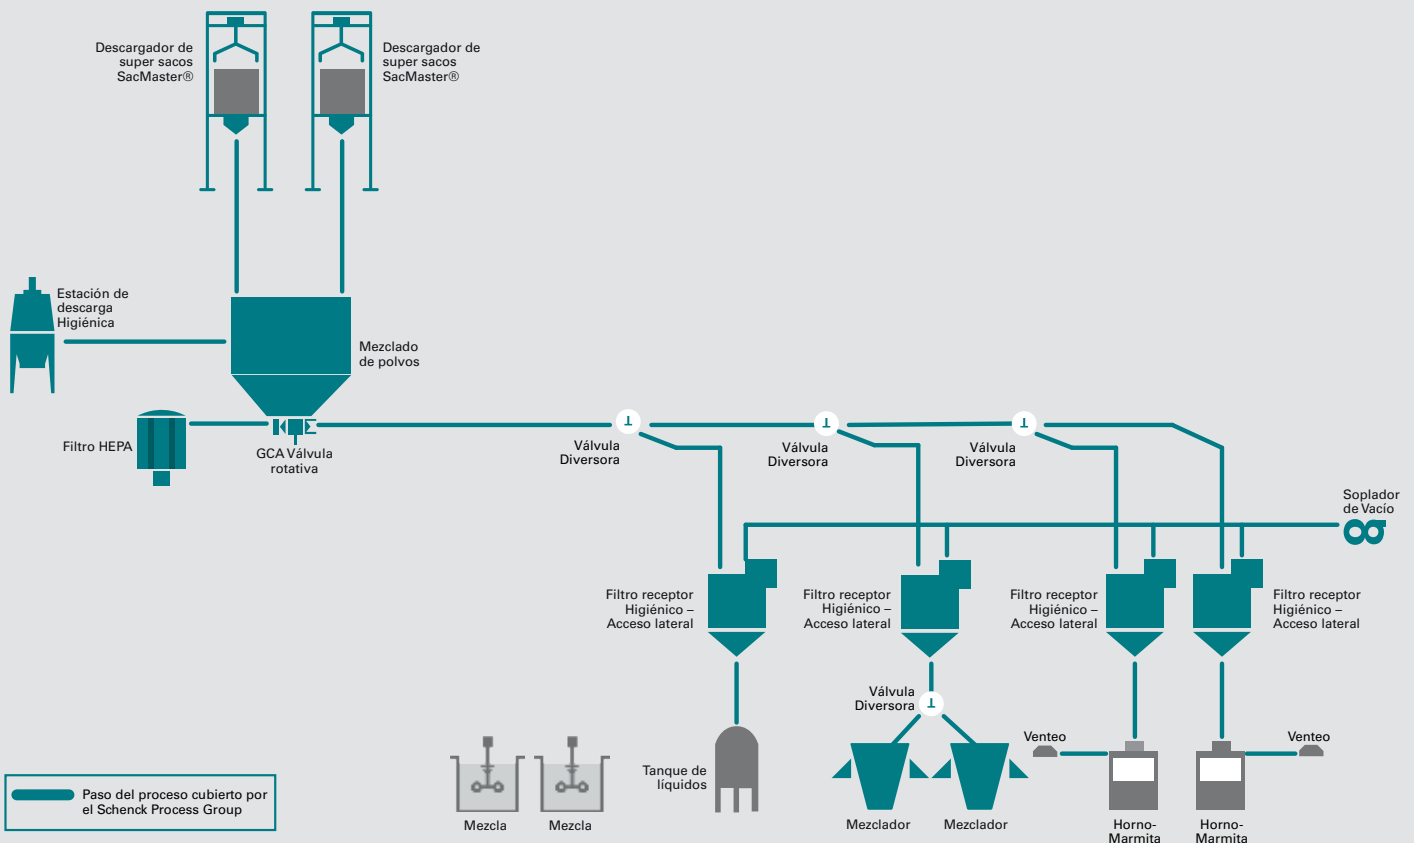 Descargador de
super sacos
SacMaster®
Descargador de
super sacos
SacMaster®
Estación de
descarga
Higiénica
Mezclado
de polvos
Filtro HEPA
GCA Válvula
rotativa
Válvula
Diversora
Válvula
Diversora
Válvula
Diversora
Soplador
de Vacío
Filtro receptor
Higiénico –
Acceso lateral
Filtro receptor
Higiénico –
Acceso lateral
Filtro receptor
Higiénico –
Acceso lateral
Filtro receptor
Higiénico –
Acceso lateral
Válvula
Diversora
Venteo
Venteo
Tanque de
líquidos
Mezcla
Mezcla
Mezclador
Mezclador
Horno-
Marmita
Horno-
Marmita
Paso del proceso cubierto por
el Schenck Process Group